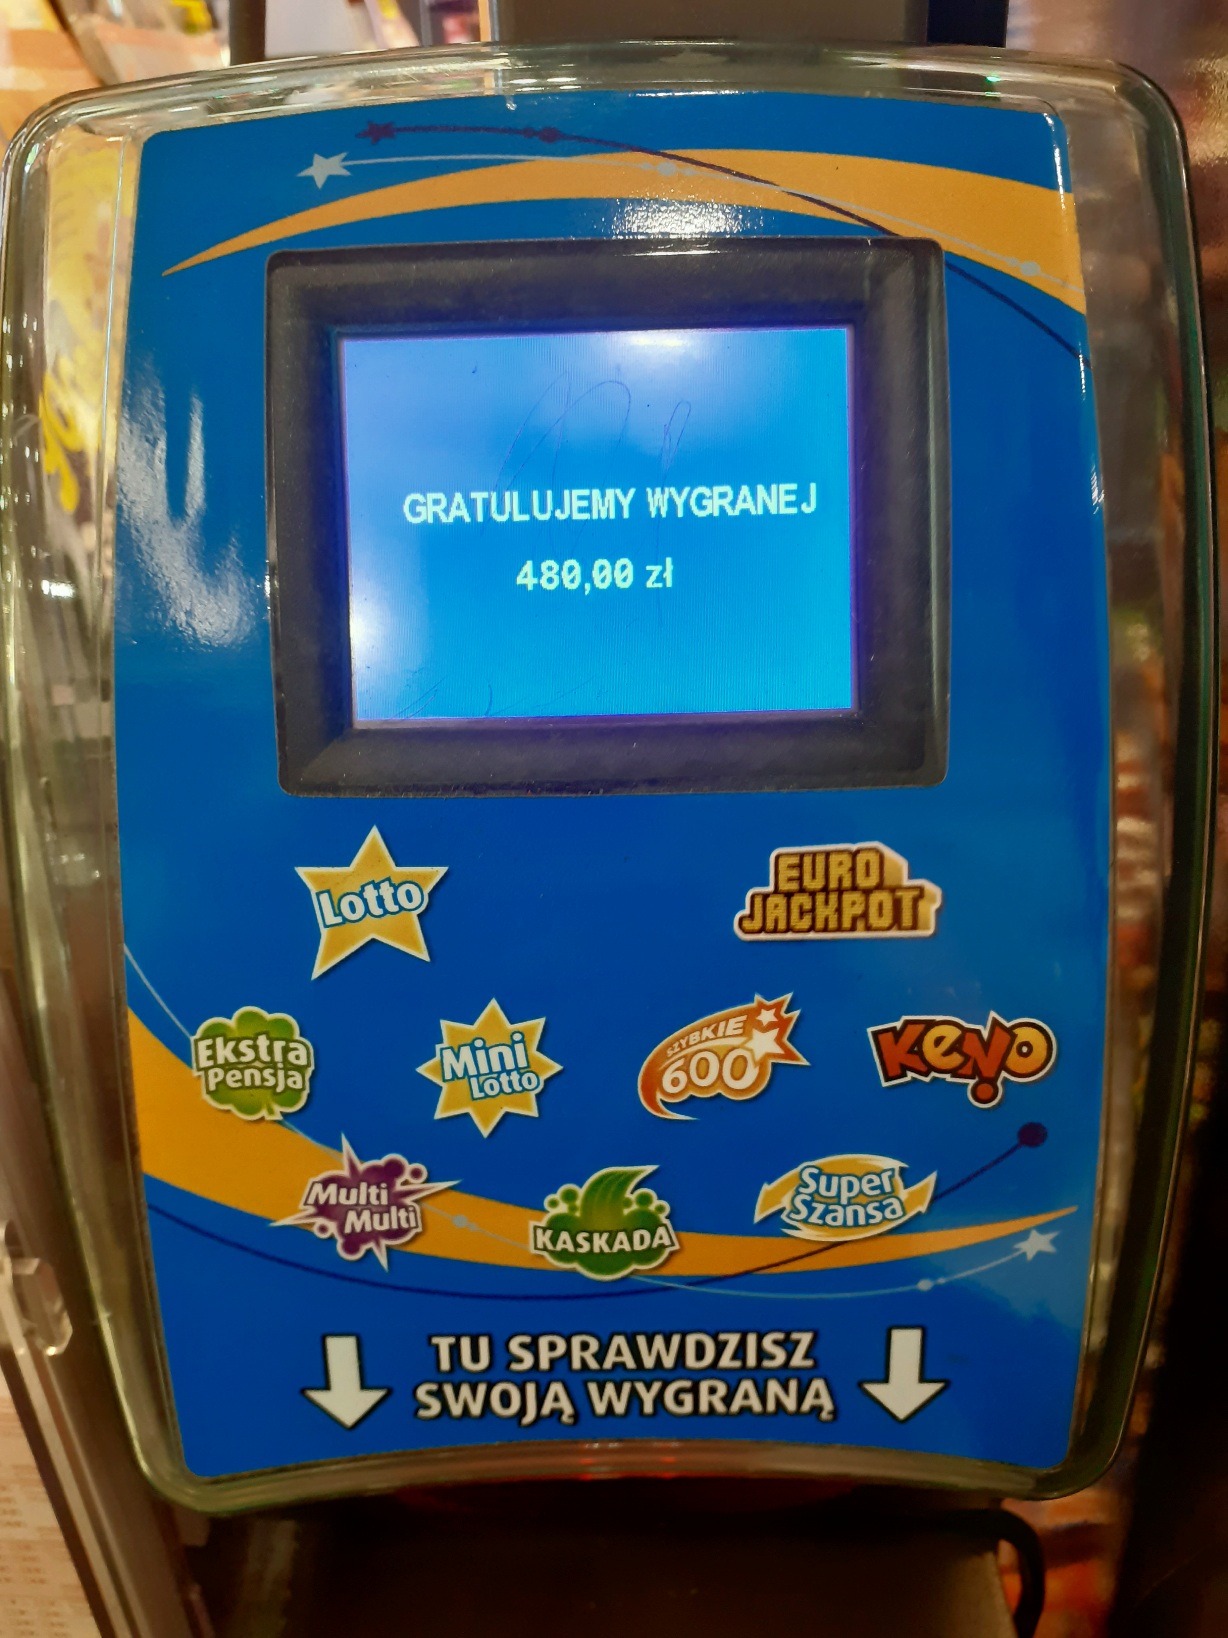 GRATULUJEMY WYGRANEJ
480,00 zł
Lotto
EURO
JACKPOT
Ekstra
Pensja
Mini
Lotto
SZYBKIE
600
KENO
Multi
Multi
KASKADA
Super
Szansa
TU SPRAWDZISZ
SWOJĄ WYGRANĄ